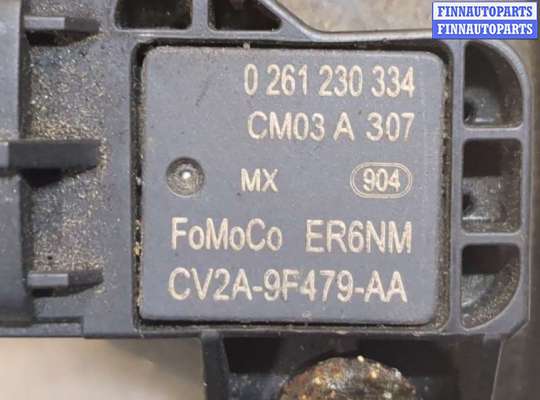 FINNAUTOPARTS
FINNAUTOPARTS
0 261 230 334
CM03 A 307
MX 904
FoMoCo ER6NM
CV2A-9F479-AA